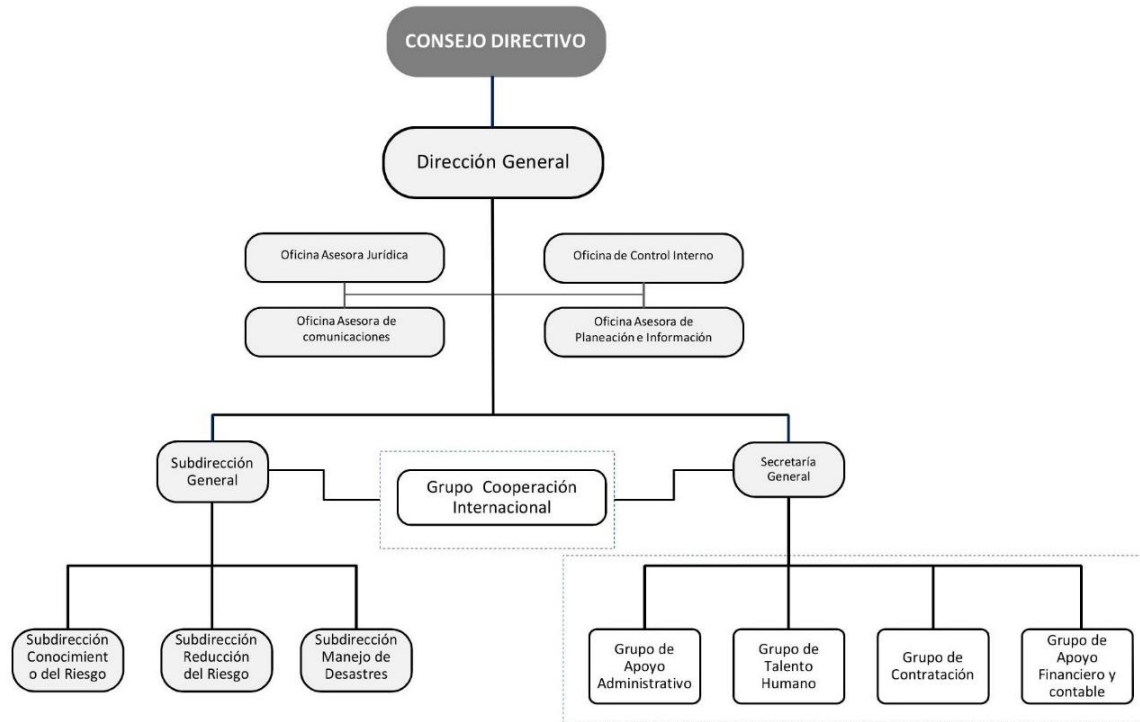 CONSEJO DIRECTIVO
Dirección General
Oficina Asesora Jurídica
Oficina de Control Interno
Oficina Asesora de
comunicaciones
Oficina Asesora de
Planeación e Información
Subdirección
General
Grupo Cooperación
Internacional
Secretaría
General
Subdirección
Conocimient
o del Riesgo
Subdirección
Reducción
del Riesgo
Subdirección
Manejo de
Desastres
Grupo de
Apoyo
Administrativo
Grupo de
Talento
Humano
Grupo de
Contratación
Grupo de
Apoyo
Financiero y
contable